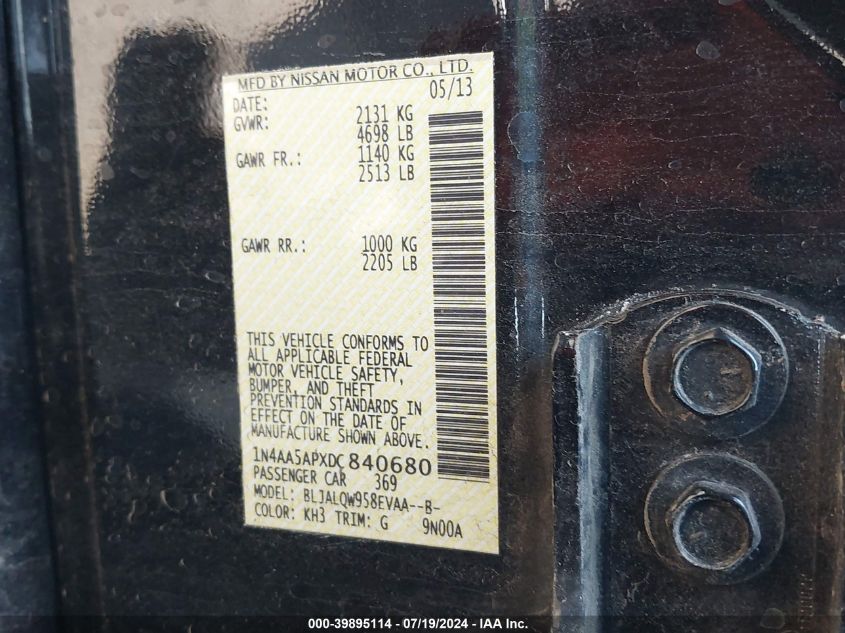 MFD BY NISSAN MOTOR CO., LTD.
DATE: 05/13
GVWR: 2131 KG
4698 LB
GAWR FR.: 1140 KG
2513 LB
GAWR RR.: 1000 KG
2205 LB
THIS VEHICLE CONFORMS TO
ALL APPLICABLE FEDERAL
MOTOR VEHICLE SAFETY,
BUMPER, AND THEFT
PREVENTION STANDARDS IN
EFFECT ON THE DATE OF
MANUFACTURE SHOWN ABOVE.
1N4AA5APXDC840680
PASSENGER CAR 369
MODEL: BLJALQW958EVAA--B-
COLOR: KH3 TRIM: G 9N00A
000-39895114 - 07/19/2024 - IAA Inc.